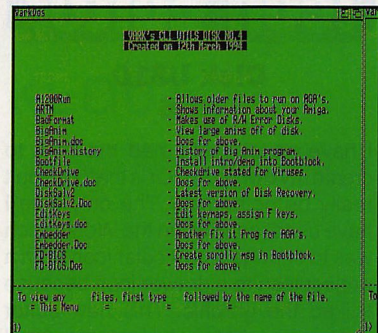 VARK's CLI UTILS DISK NO.4
Created on 12th March 1994
A1200Run - Allows older files to run on AGA's.
ARTM - Shows information about your Amiga.
BadFormat - Makes use of R/W Error Disks.
BigAnim - View large anims off of disk.
BigAnim.doc - Docs for above.
BigAnim.history - History of Big Anim program.
Bootfile - Install intro/demo into Bootblock.
CheckDrive - Checkdrive stated for Viruses.
CheckDrive.doc - Docs for above.
DiskSalv2 - Latest version of Disk Recovery.
DiskSalv2.Doc - Docs for above.
EditKeys - Edit keymaps, assign F keys.
EditKeys.doc - Docs for above.
Embedder - Another fix it Prog for AGA's.
Embedder.Doc - Docs for above.
FD-BICS - Create scrolly msg in Bootblock.
FD-BICS.Doc - Docs for above.
To view any files, first type followed by the name of the file.
= This Menu = = =
To